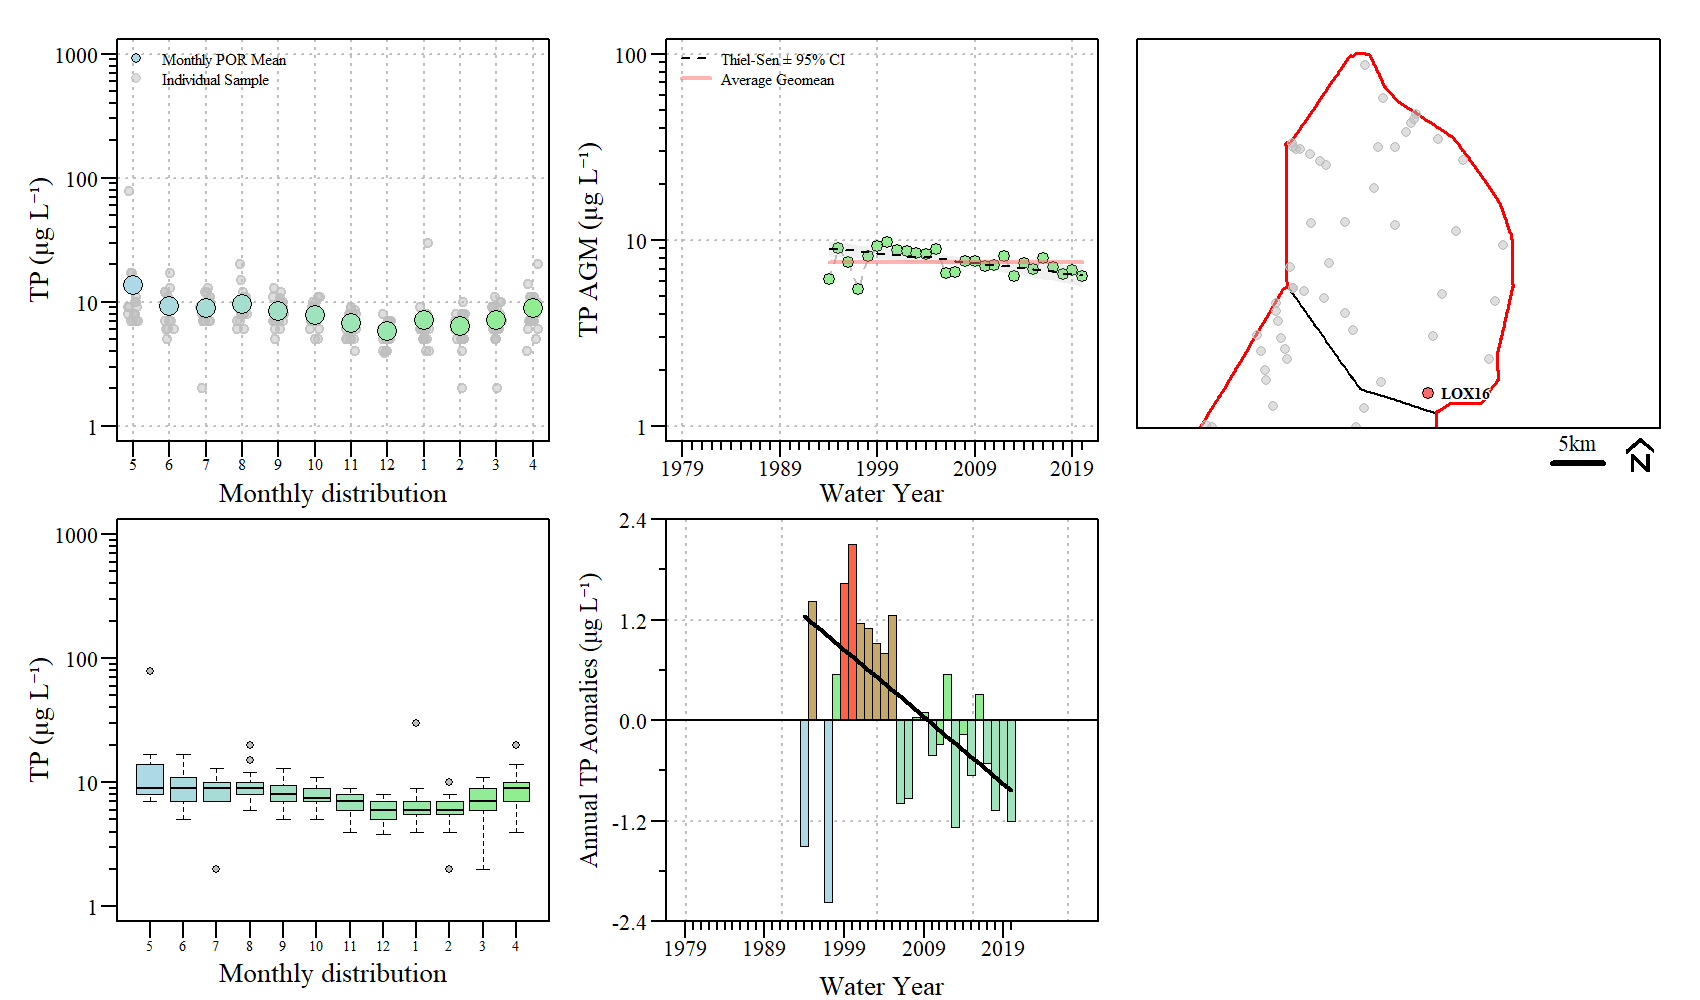 1000
100
10
1
TP (µg L⁻¹)
Monthly POR Mean
Individual Sample
5 6 7 8 9 10 11 12 1 2 3 4
Monthly distribution
100
10
1
TP AGM (µg L⁻¹)
Thiel-Sen ± 95% CI
Average Geomean
1979 1989 1999 2009 2019
Water Year
LOX16
5km
N
1000
100
10
1
TP (µg L⁻¹)
5 6 7 8 9 10 11 12 1 2 3 4
Monthly distribution
2.4
1.2
0.0
-1.2
-2.4
Annual TP Aomalies (µg L⁻¹)
1979 1989 1999 2009 2019
Water Year